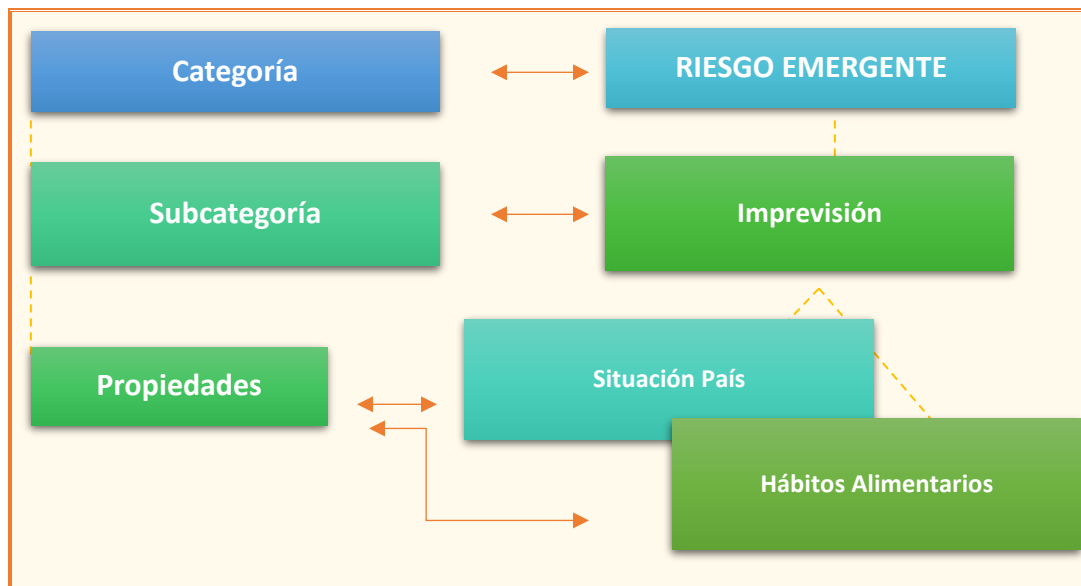 Categoría
RIESGO EMERGENTE
Subcategoría
Imprevisión
Propiedades
Situación País
Hábitos Alimentarios